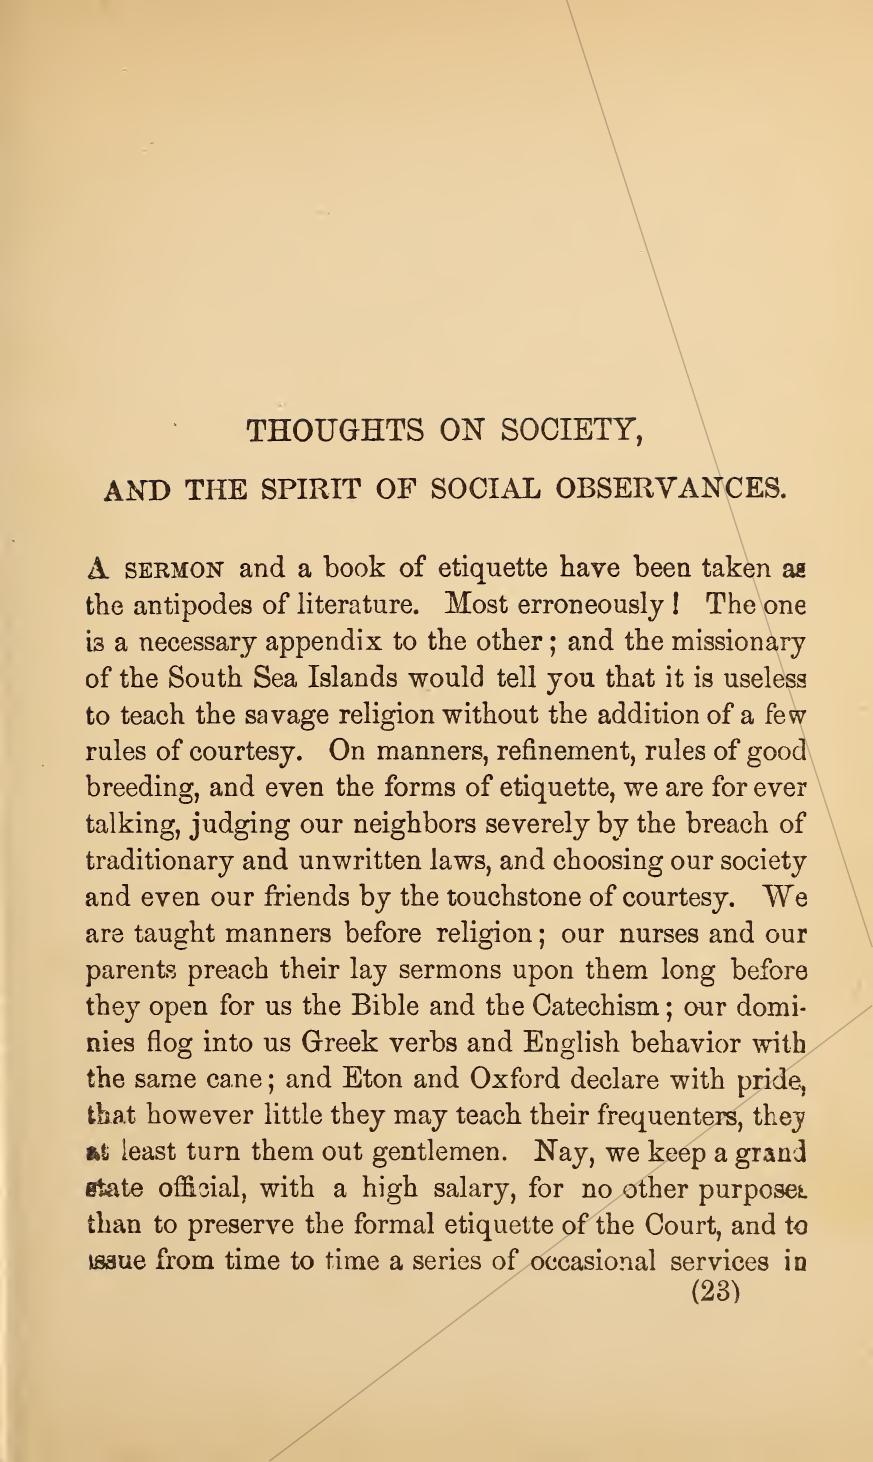 THOUGHTS ON SOCIETY,
AND THE SPIRIT OF SOCIAL OBSERVANCES.
A SERMON and a book of etiquette have been taken as
the antipodes of literature. Most erroneously! The one
is a necessary appendix to the other; and the missionary
of the South Sea Islands would tell you that it is useless
to teach the savage religion without the addition of a few
rules of courtesy. On manners, refinement, rules of good
breeding, and even the forms of etiquette, we are for ever
talking, judging our neighbors severely by the breach of
traditionary and unwritten laws, and choosing our society
and even our friends by the touchstone of courtesy. We
are taught manners before religion; our nurses and our
parents preach their lay sermons upon them long before
they open for us the Bible and the Catechism; our domi-
nies flog into us Greek verbs and English behavior with
the same cane; and Eton and Oxford declare with pride,
that however little they may teach their frequenters, they
at least turn them out gentlemen. Nay, we keep a grand
state official, with a high salary, for no other purposes
than to preserve the formal etiquette of the Court, and to
issue from time to time a series of occasional services in
(23)